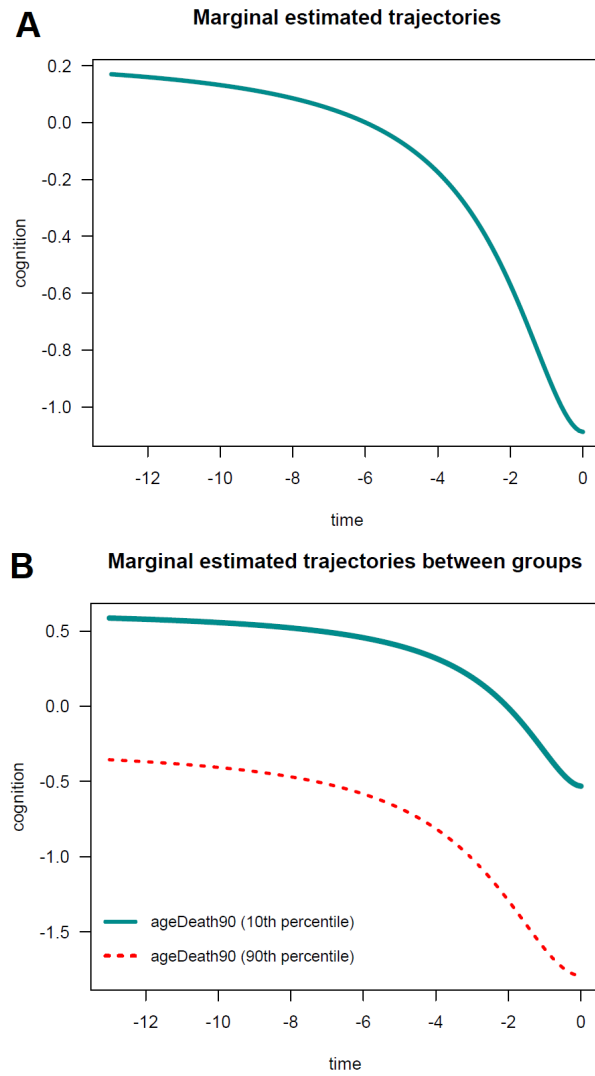 A
Marginal estimated trajectories
0.2
0.0
-0.2
-0.4
-0.6
-0.8
-1.0
cognition
-12 -10 -8 -6 -4 -2 0
time
B
Marginal estimated trajectories between groups
0.5
0.0
-0.5
-1.0
-1.5
cognition
ageDeath90 (10th percentile)
ageDeath90 (90th percentile)
-12 -10 -8 -6 -4 -2 0
time